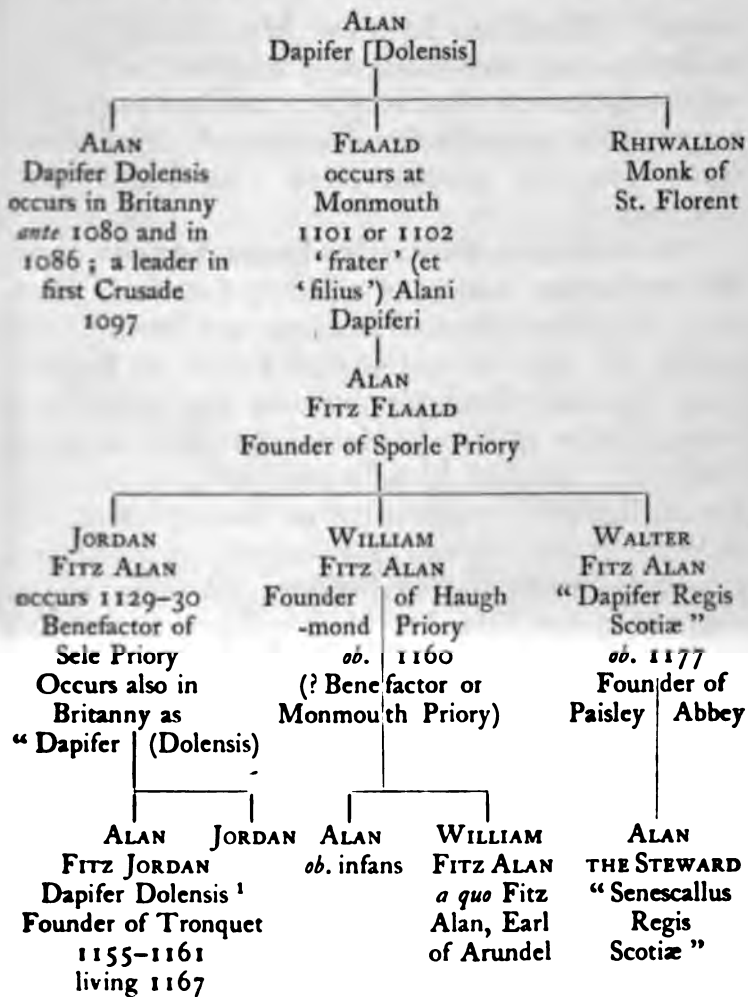 ALAN
Dapifer [Dolensis]
ALAN
Dapifer Dolensis
occurs in Britanny
ante 1080 and in
1086 ; a leader in
first Crusade
1097
FLAALD
occurs at
Monmouth
1101 or 1102
‘ frater ’ (et
‘ filius ’) Alani
Dapiferi
RHIWALLON
Monk of
St. Florent
ALAN
FITZ FLAALD
Founder of Sporle Priory
JORDAN
FITZ ALAN
occurs 1129–30
Benefactor of
Sele Priory
Occurs also in
Britanny as
“ Dapifer (Dolensis)
WILLIAM
FITZ ALAN
Founder of Haugh
-mond Priory
ob. 1160
(? Benefactor or
Monmouth Priory)
WALTER
FITZ ALAN
“ Dapifer Regis
Scotiæ ”
ob. 1177
Founder of
Paisley Abbey
ALAN
FITZ JORDAN
Dapifer Dolensis ¹
Founder of Tronquet
1155–1161
living 1167
JORDAN
ALAN
ob. infans
WILLIAM
FITZ ALAN
a quo Fitz
Alan, Earl
of Arundel
ALAN
THE STEWARD
“ Senescallus
Regis
Scotiæ ”